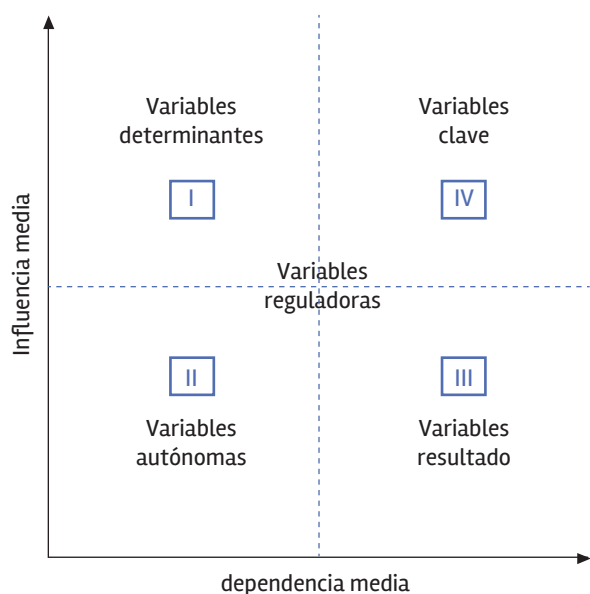 Variables
determinantes
Variables
clave
I
IV
Influencia media
Variables
reguladoras
II
III
Variables
autónomas
Variables
resultado
dependencia media